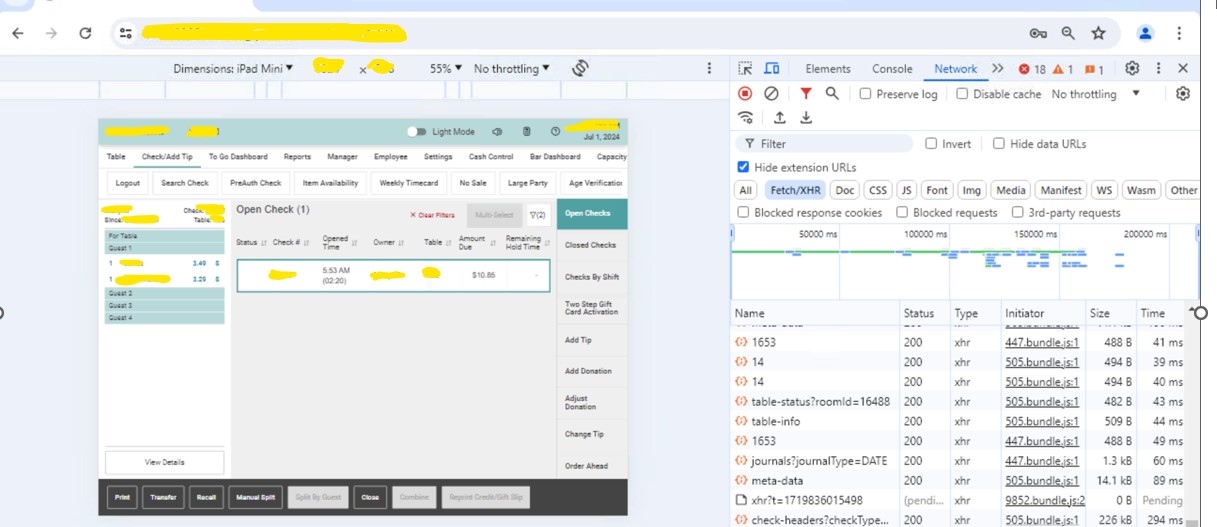 Dimensions: iPad Mini ▼ x 55% ▼ No throttling ▼
Light Mode
Jul 1, 2024
Table Check/Add Tip To Go Dashboard Reports Manager Employee Settings Cash Control Bar Dashboard Capacity
Logout Search Check PreAuth Check Item Availability Weekly Timecard No Sale Large Party Age Verification
Check:
Since: Table:
For Table
Guest 1
1 3.49 S
1 2.29 S
Guest 2
Guest 3
Guest 4
View Details
Open Check (1)
× Clear Filters Multi-Select (2)
Status Check # Opened Time Owner Table Amount Due Remaining Hold Time
5:53 AM (02:20) $10.85 -
Open Checks
Closed Checks
Checks By Shift
Two Step Gift
Card Activation
Add Tip
Add Donation
Adjust
Donation
Change Tip
Order Ahead
Print Transfer Recall Manual Split Split By Guest Close Combine Reprint Credit/Gift Slip
Elements Console Network 18 1 1
Preserve log Disable cache No throttling ▼
Filter Invert Hide data URLs
Hide extension URLs
All Fetch/XHR Doc CSS JS Font Img Media Manifest WS Wasm Other
Blocked response cookies Blocked requests 3rd-party requests
50000 ms 100000 ms 150000 ms 200000 ms
Name Status Type Initiator Size Time
1653 200 xhr 447.bundle.js:1 488 B 41 ms
14 200 xhr 505.bundle.js:1 494 B 39 ms
14 200 xhr 505.bundle.js:1 494 B 40 ms
table-status?roomId=16488 200 xhr 505.bundle.js:1 482 B 43 ms
table-info 200 xhr 505.bundle.js:1 509 B 44 ms
1653 200 xhr 447.bundle.js:1 488 B 49 ms
journals?journalType=DATE 200 xhr 447.bundle.js:1 1.3 kB 60 ms
meta-data 200 xhr 505.bundle.js:1 14.1 kB 89 ms
xhr?t=1719836015498 (pendi... xhr 9852.bundle.js:2 0 B Pending
check-headers?checkType... 200 xhr 505.bundle.js:1 226 kB 294 ms